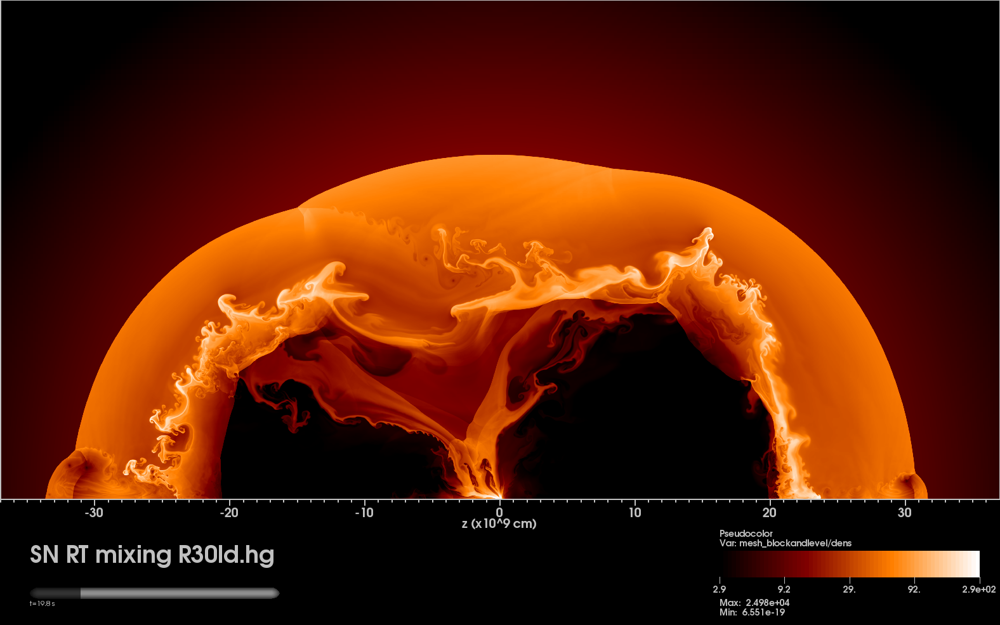 -30 -20 -10 0 10 20 30
z (x10^9 cm)
Pseudocolor
Var: mesh_blockandlevel/dens
2.9 9.2 29. 92. 2.9e+02
Max: 2.498e+04
Min: 6.551e-19
SN RT mixing R30ld.hg
t=19.8 s